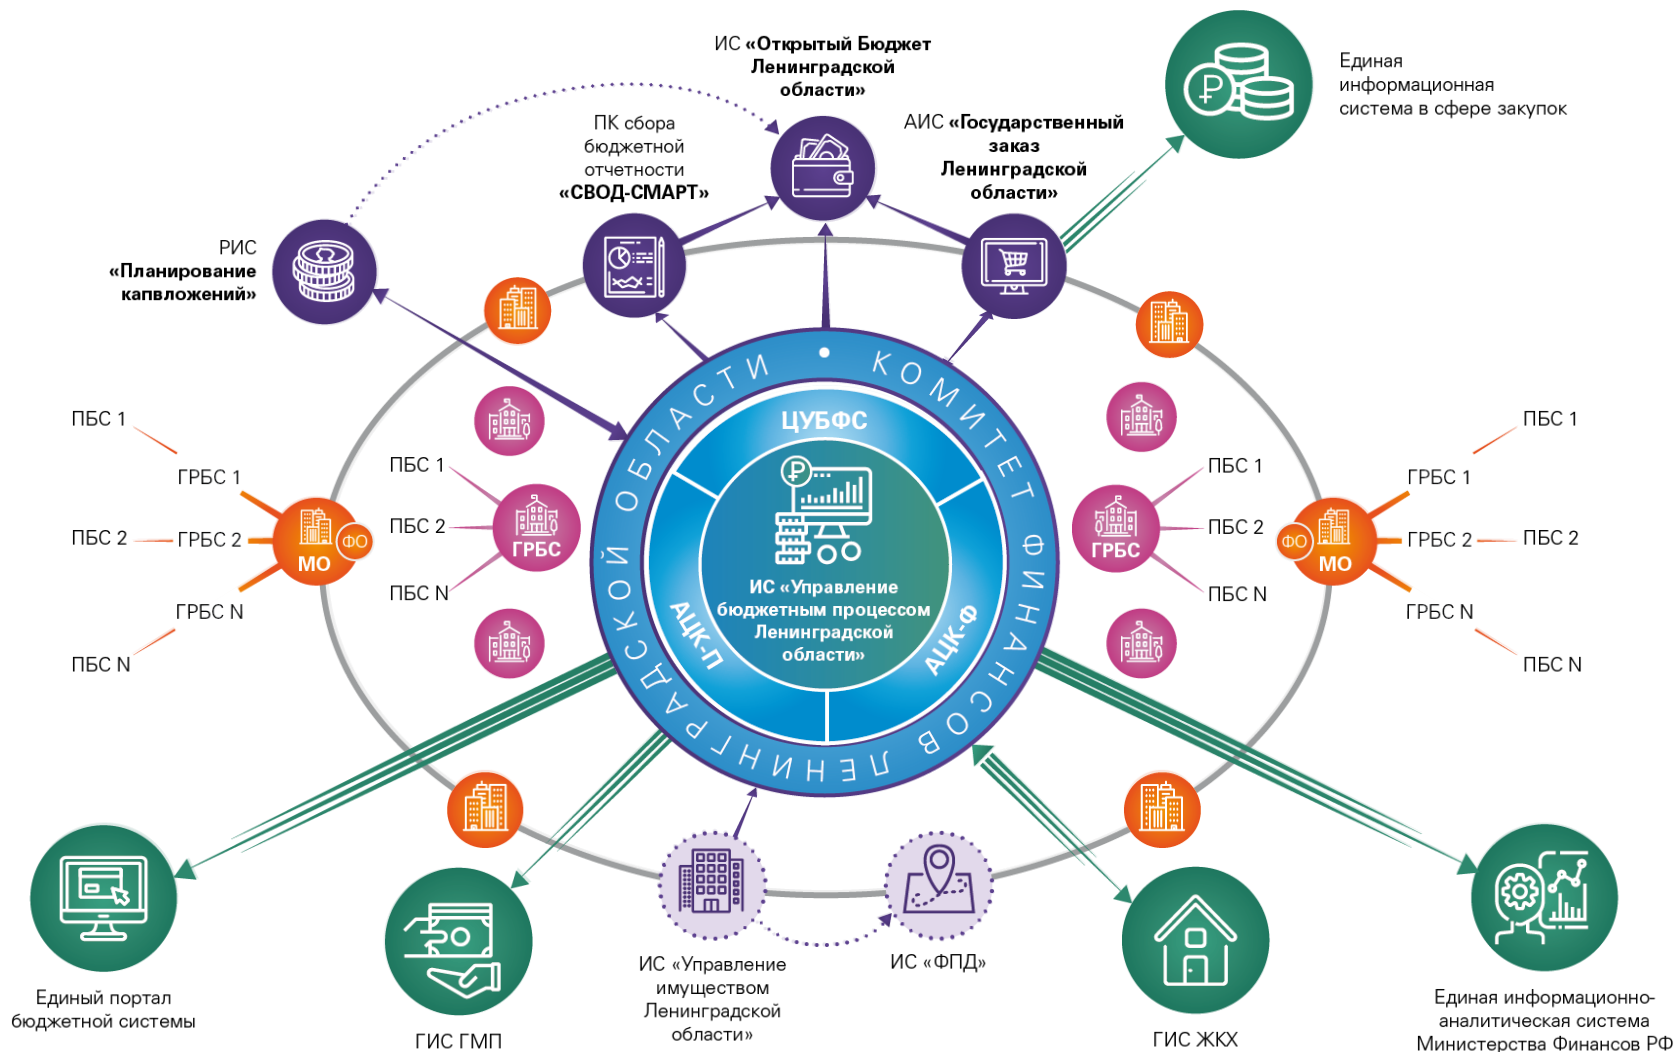 ИС «Открытый Бюджет
Ленинградской
области»
Единая
информационная
система в сфере закупок
ПК сбора
бюджетной
отчетности
«СВОД-СМАРТ»
АИС «Государственный
заказ
Ленинградской
области»
РИС
«Планирование
капвложений»
КОМИТЕТ ФИНАНСОВ ЛЕНИНГРАДСКОЙ ОБЛАСТИ •
ЦУБФС
АЦК-П
АЦК-Ф
₽
ИС «Управление
бюджетным процессом
Ленинградской
области»
ПБС 1
ГРБС 1
ПБС 2
ГРБС 2
ГРБС N
ПБС N
МО
ФО
ПБС 1
ПБС 2
ПБС N
ГРБС
ГРБС
ПБС 1
ПБС 2
ПБС N
ФО
МО
ПБС 1
ГРБС 1
ГРБС 2
ПБС 2
ГРБС N
ПБС N
Единый портал
бюджетной системы
ГИС ГМП
ИС «Управление
имуществом
Ленинградской
области»
ИС «ФПД»
ГИС ЖКХ
Единая информационно-
аналитическая система
Министерства Финансов РФ